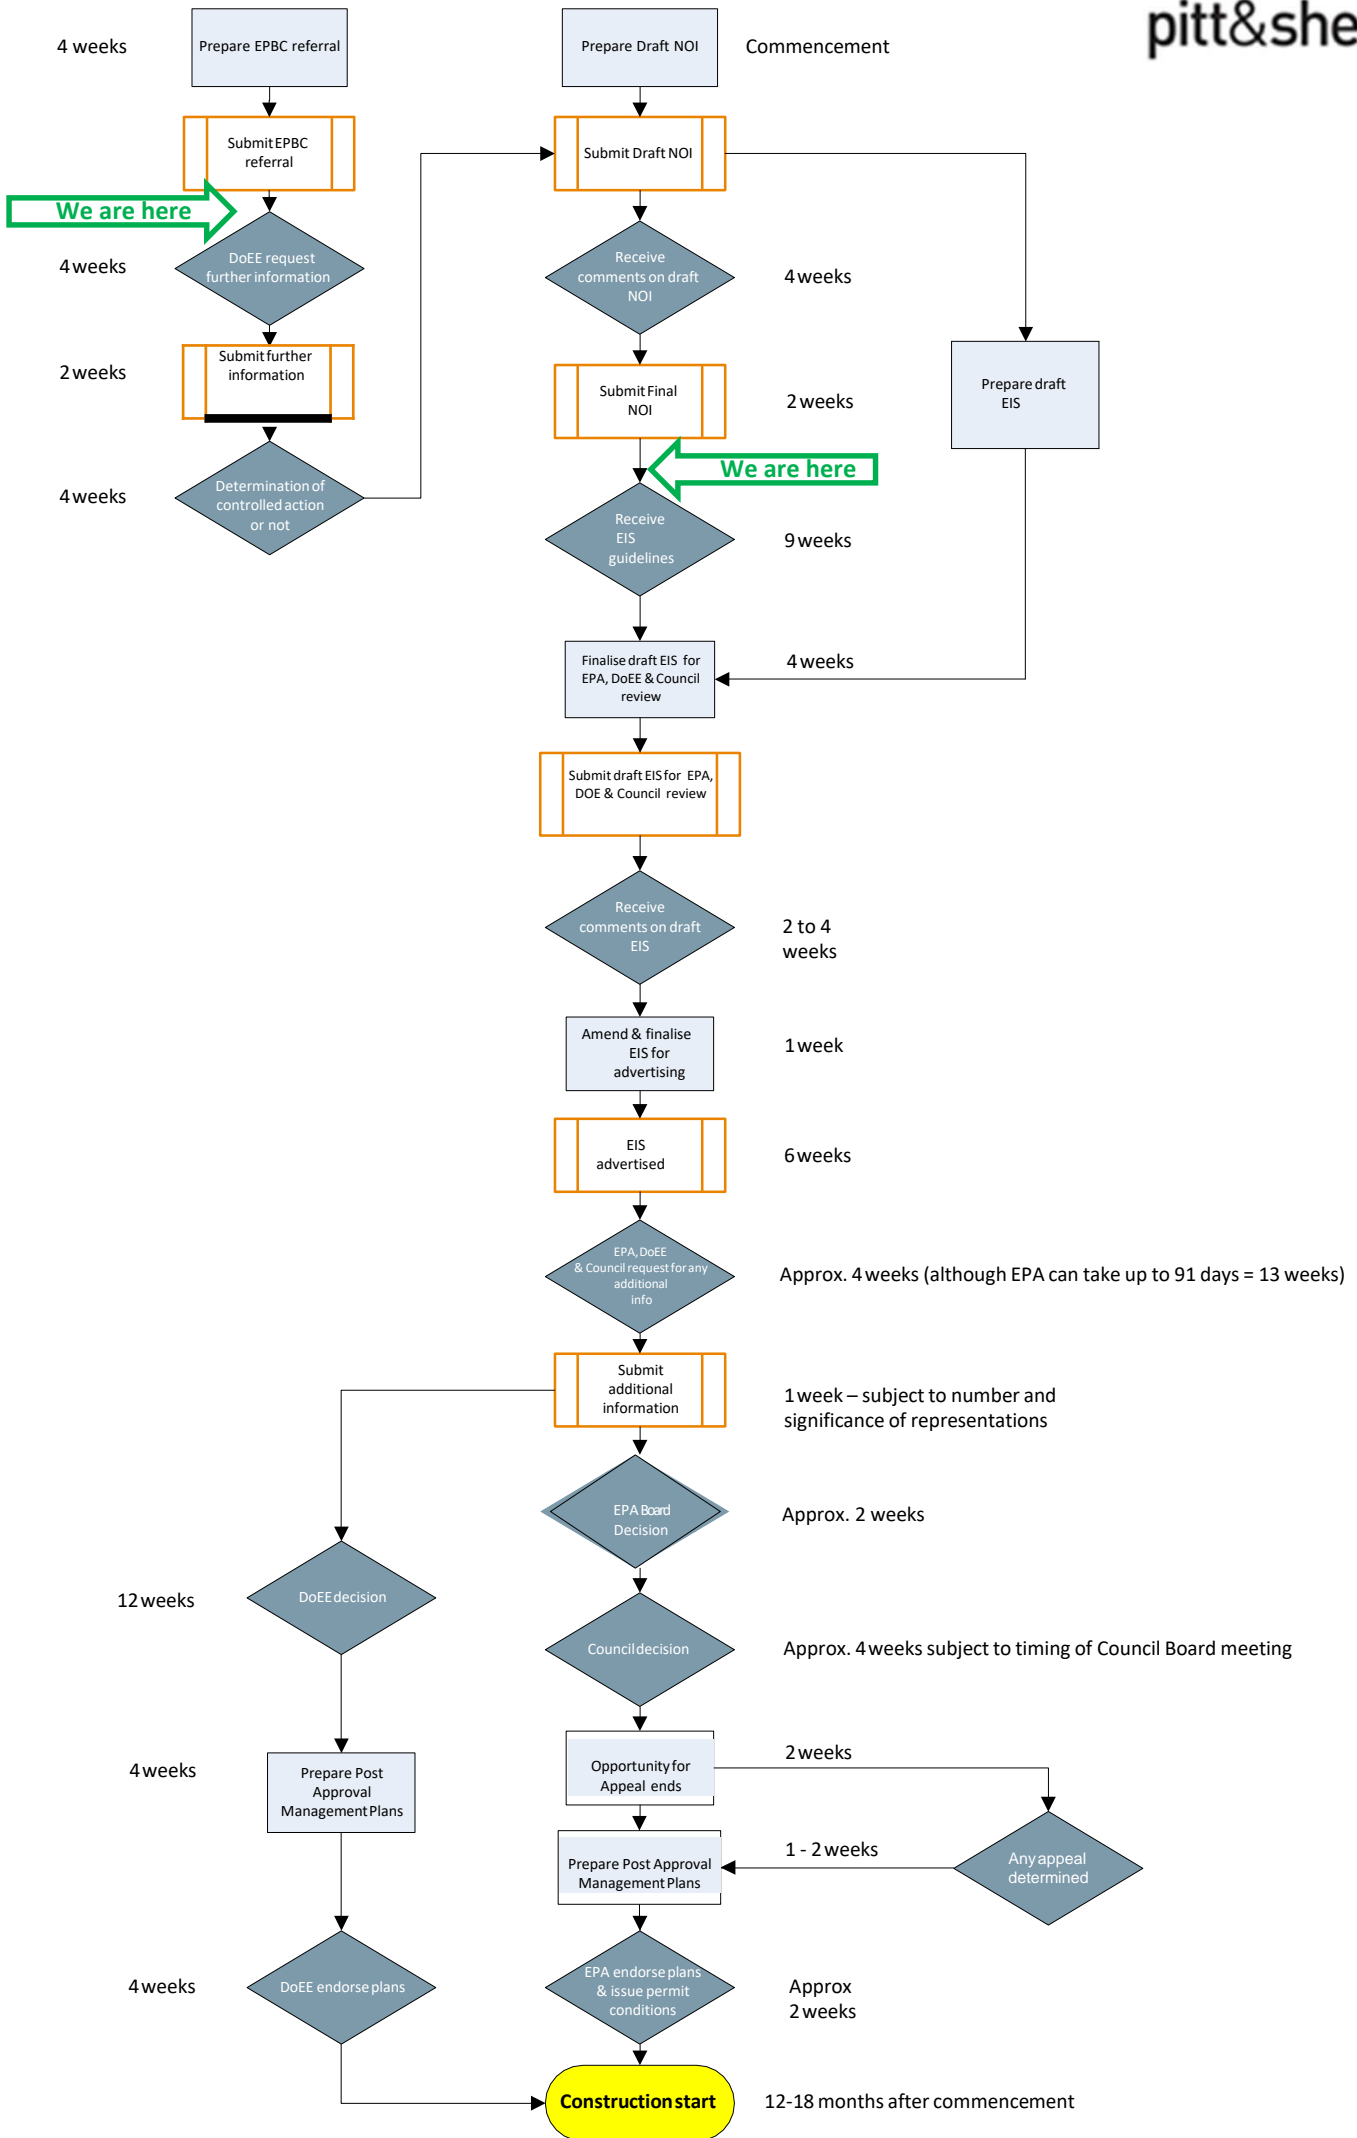 pitt&she
4 weeks
Prepare EPBC referral
Prepare Draft NOI
Commencement
Submit EPBC
referral
Submit Draft NOI
We are here
DoEE request
further information
4 weeks
Receive
comments on draft
NOI
4 weeks
Submit further
information
2 weeks
Submit Final
NOI
2 weeks
Prepare draft
EIS
We are here
Determination of
controlled action
or not
4 weeks
Receive
EIS
guidelines
9 weeks
Finalise draft EIS for
EPA, DoEE & Council
review
4 weeks
Submit draft EIS for EPA,
DOE & Council review
Receive
comments on draft
EIS
2 to 4
weeks
Amend & finalise
EIS for
advertising
1 week
EIS
advertised
6 weeks
EPA, DoEE
& Council request for any
additional
info
Approx. 4 weeks (although EPA can take up to 91 days = 13 weeks)
Submit
additional
information
1 week – subject to number and
significance of representations
EPA Board
Decision
Approx. 2 weeks
12 weeks
DoEE decision
Council decision
Approx. 4 weeks subject to timing of Council Board meeting
4 weeks
Prepare Post
Approval
Management Plans
Opportunity for
Appeal ends
2 weeks
Prepare Post Approval
Management Plans
1 - 2 weeks
Any appeal
determined
4 weeks
DoEE endorse plans
EPA endorse plans
& issue permit
conditions
Approx
2 weeks
Construction start
12-18 months after commencement